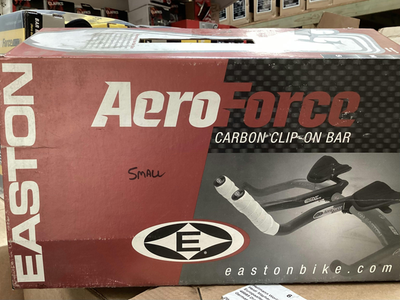 EASTON
AeroForce
CARBON CLIP-ON BAR
SMALL
E
eastonbike.com